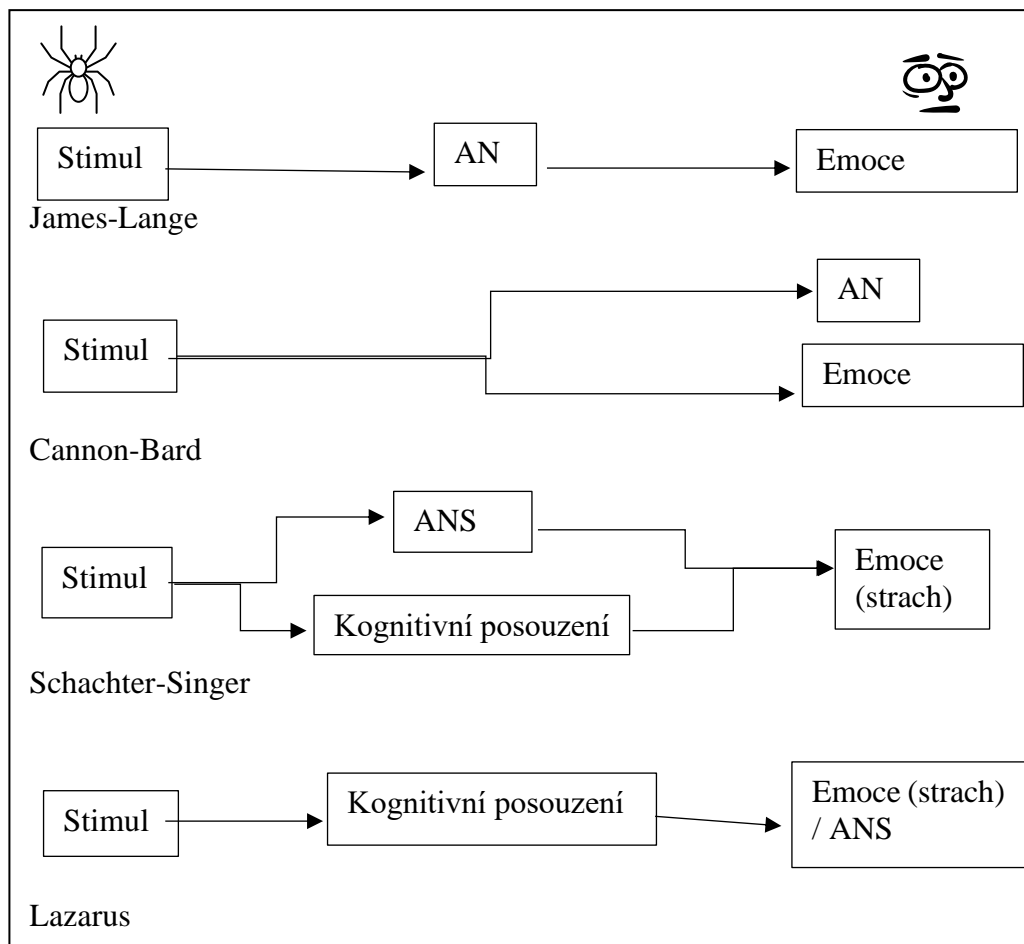 Stimul
AN
Emoce
James-Lange
AN
Stimul
Emoce
Cannon-Bard
ANS
Stimul
Emoce
(strach)
Kognitivní posouzení
Schachter-Singer
Stimul
Kognitivní posouzení
Emoce (strach)
/ ANS
Lazarus